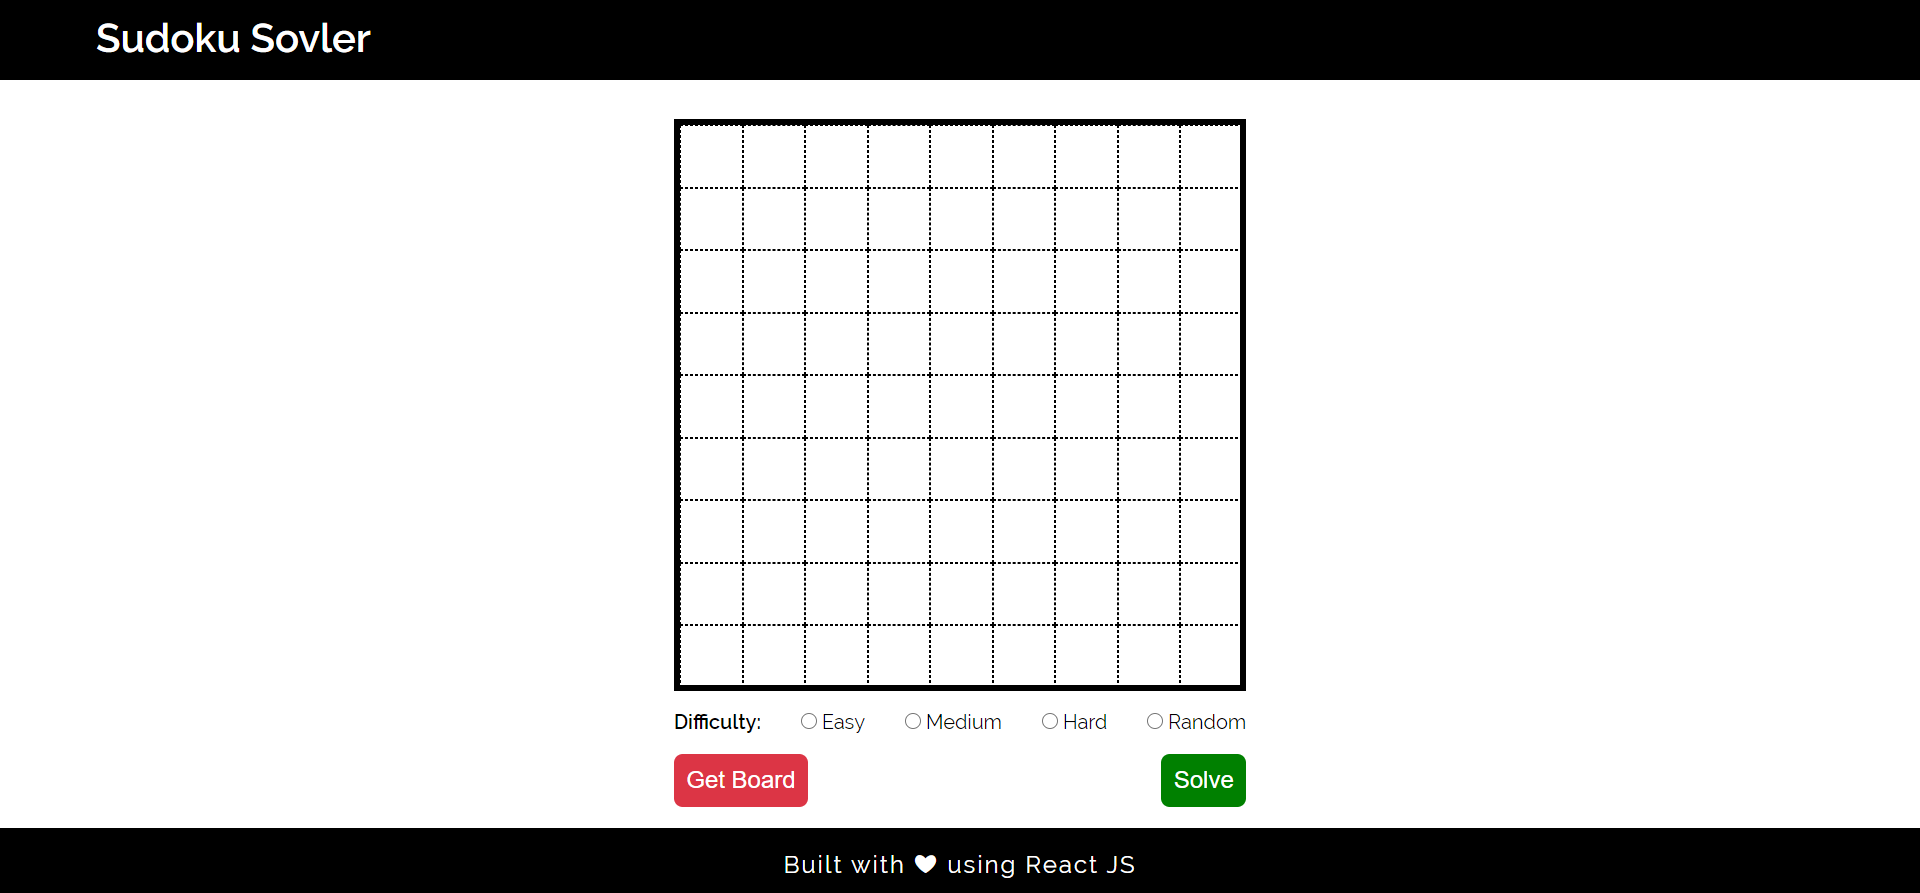 Sudoku Sovler
Difficulty: Easy Medium Hard Random
Get Board Solve
Built with ♥ using React JS